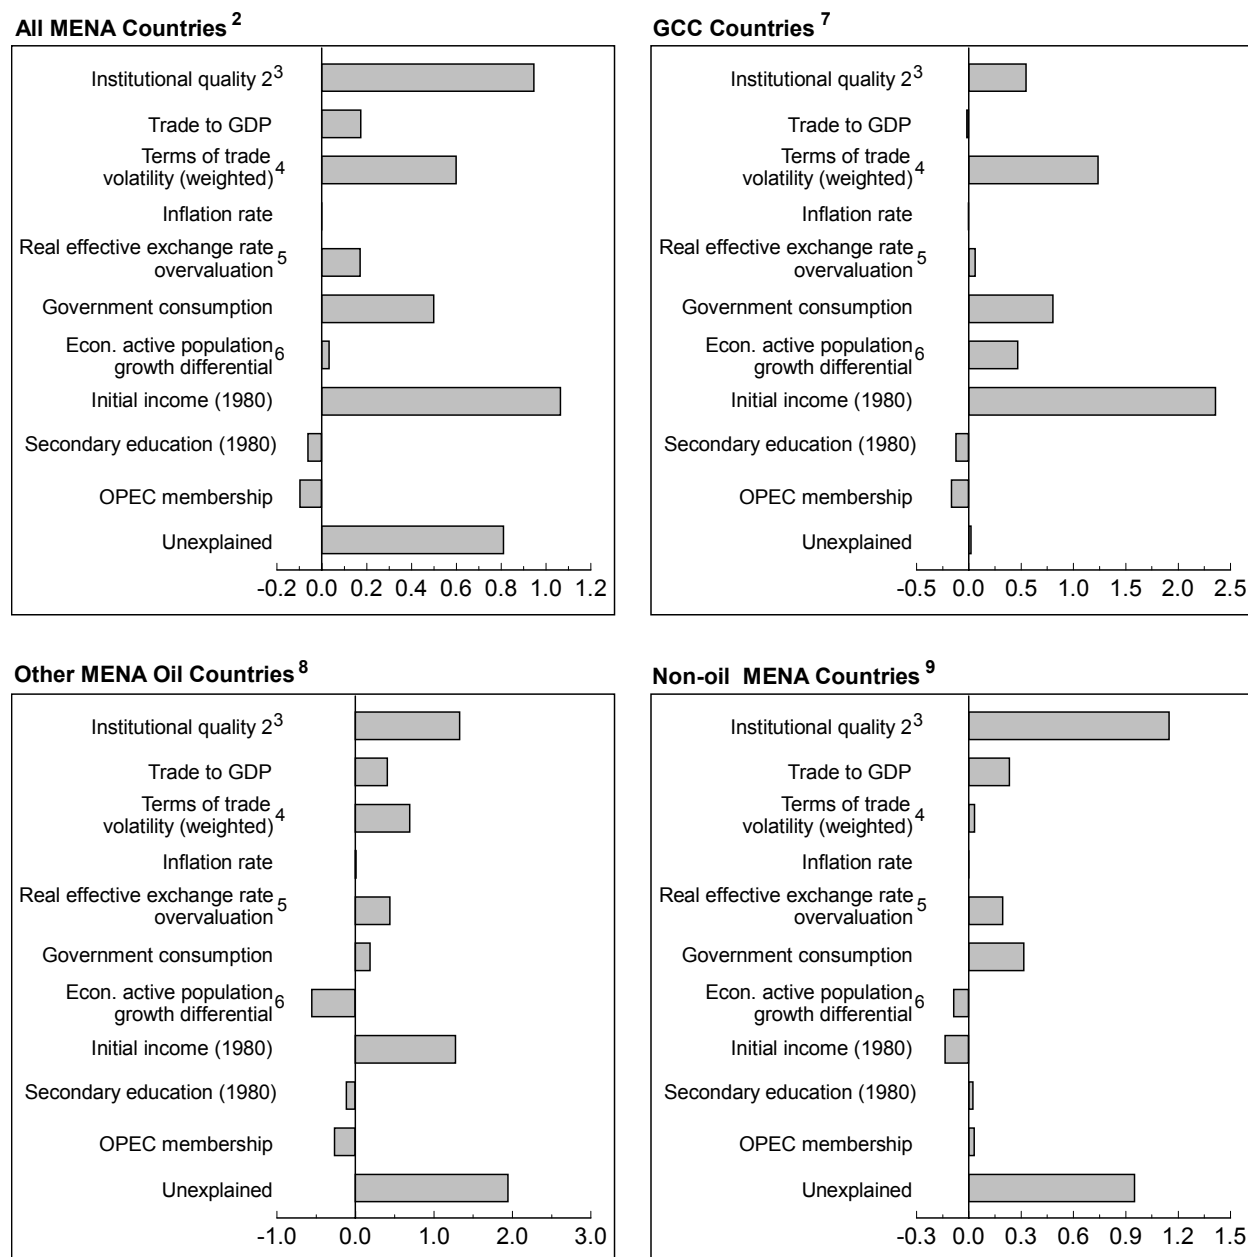 All MENA Countries 2
Institutional quality 2 3
Trade to GDP
Terms of trade
volatility (weighted) 4
Inflation rate
Real effective exchange rate
overvaluation 5
Government consumption
Econ. active population
growth differential 6
Initial income (1980)
Secondary education (1980)
OPEC membership
Unexplained
-0.2 0.0 0.2 0.4 0.6 0.8 1.0 1.2
GCC Countries 7
Institutional quality 2 3
Trade to GDP
Terms of trade
volatility (weighted) 4
Inflation rate
Real effective exchange rate
overvaluation 5
Government consumption
Econ. active population
growth differential 6
Initial income (1980)
Secondary education (1980)
OPEC membership
Unexplained
-0.5 0.0 0.5 1.0 1.5 2.0 2.5
Other MENA Oil Countries 8
Institutional quality 2 3
Trade to GDP
Terms of trade
volatility (weighted) 4
Inflation rate
Real effective exchange rate
overvaluation 5
Government consumption
Econ. active population
growth differential 6
Initial income (1980)
Secondary education (1980)
OPEC membership
Unexplained
-1.0 0.0 1.0 2.0 3.0
Non-oil MENA Countries 9
Institutional quality 2 3
Trade to GDP
Terms of trade
volatility (weighted) 4
Inflation rate
Real effective exchange rate
overvaluation 5
Government consumption
Econ. active population
growth differential 6
Initial income (1980)
Secondary education (1980)
OPEC membership
Unexplained
-0.3 0.0 0.3 0.6 0.9 1.2 1.5